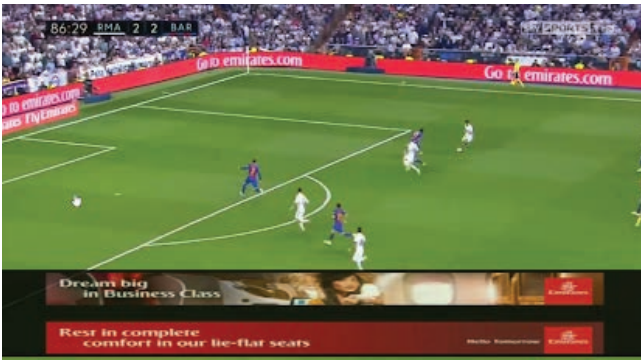 86:29 RMA 2 2 BAR
SKY SPORTS
Go to emirates.com
Go to emirates.com
to emirates.com
Fly Emirates
Dream big
in Business Class
Emirates
Rest in complete
comfort in our lie-flat seats
Hello Tomorrow
Emirates